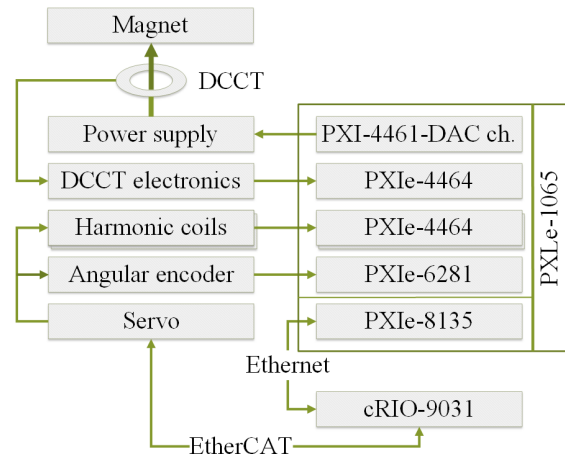 Magnet
DCCT
Power supply
PXI-4461-DAC ch.
DCCT electronics
PXIe-4464
Harmonic coils
PXIe-4464
Angular encoder
PXIe-6281
Servo
PXIe-8135
PXLe-1065
Ethernet
cRIO-9031
EtherCAT